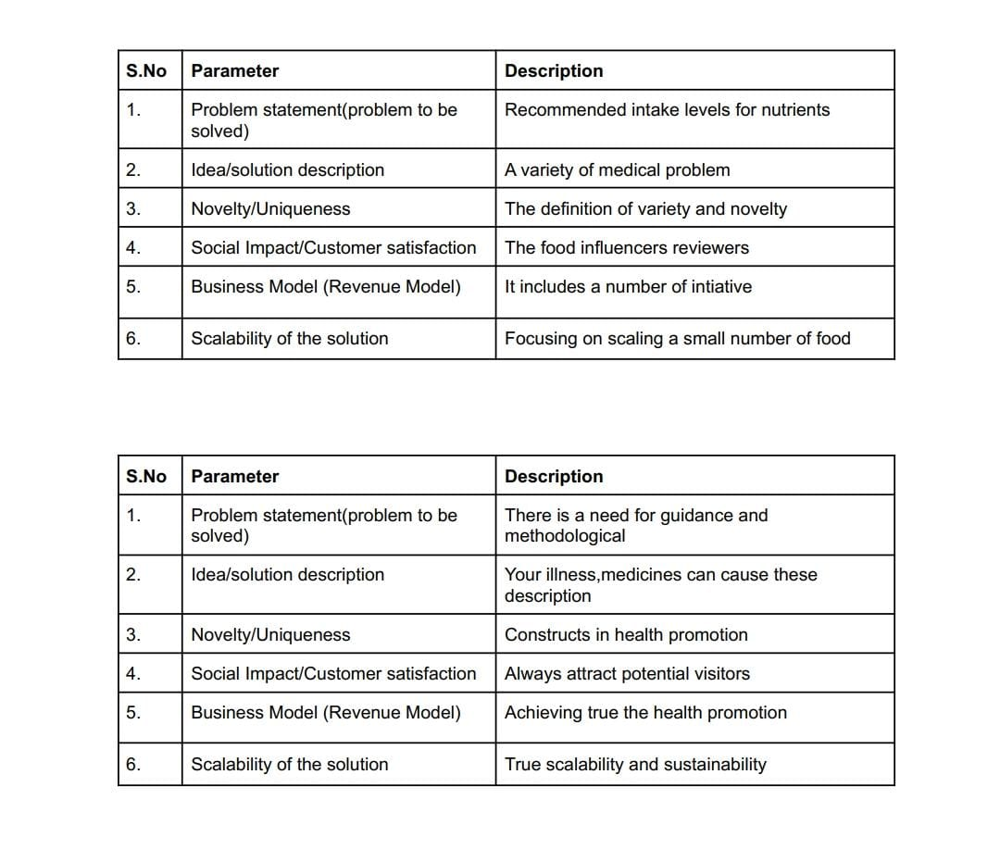 S.No Parameter Description
1. Problem statement(problem to be Recommended intake levels for nutrients
solved)
2. Idea/solution description A variety of medical problem
3. Novelty/Uniqueness The definition of variety and novelty
4. Social Impact/Customer satisfaction The food influencers reviewers
5. Business Model (Revenue Model) It includes a number of intiative
6. Scalability of the solution Focusing on scaling a small number of food
S.No Parameter Description
1. Problem statement(problem to be There is a need for guidance and
solved) methodological
2. Idea/solution description Your illness,medicines can cause these
description
3. Novelty/Uniqueness Constructs in health promotion
4. Social Impact/Customer satisfaction Always attract potential visitors
5. Business Model (Revenue Model) Achieving true the health promotion
6. Scalability of the solution True scalability and sustainability